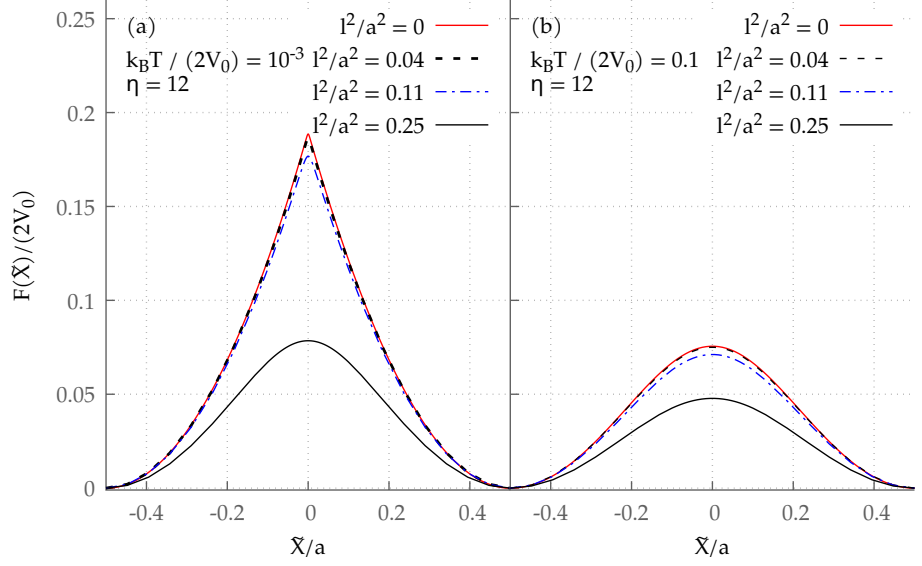 F(X̃)/(2V₀)
0.25
0.2
0.15
0.1
0.05
0
(a)
k_BT / (2V₀) = 10⁻³
η = 12
l²/a² = 0
l²/a² = 0.04
l²/a² = 0.11
l²/a² = 0.25
-0.4
-0.2
0
0.2
0.4
X̃/a
(b)
k_BT / (2V₀) = 0.1
η = 12
l²/a² = 0
l²/a² = 0.04
l²/a² = 0.11
l²/a² = 0.25
-0.4
-0.2
0
0.2
0.4
X̃/a